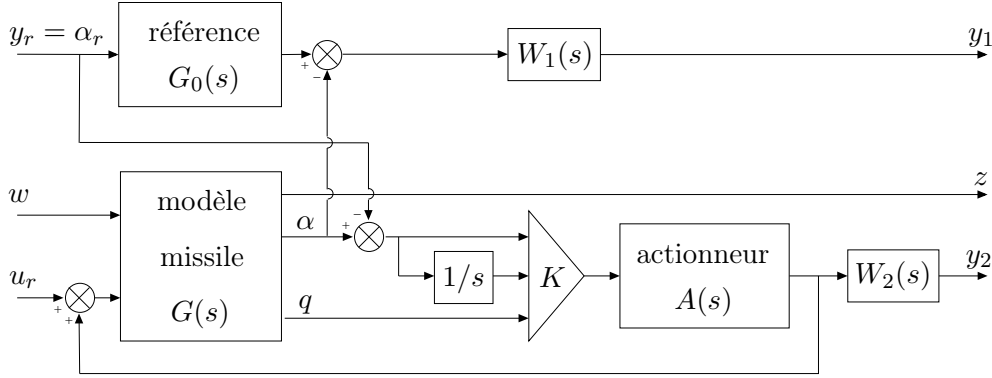 y_r = α_r
référence
G_0(s)
+
−
W_1(s)
y_1
w
modèle
missile
G(s)
z
−
+
α
q
1/s
K
actionneur
A(s)
W_2(s)
y_2
u_r
+
+